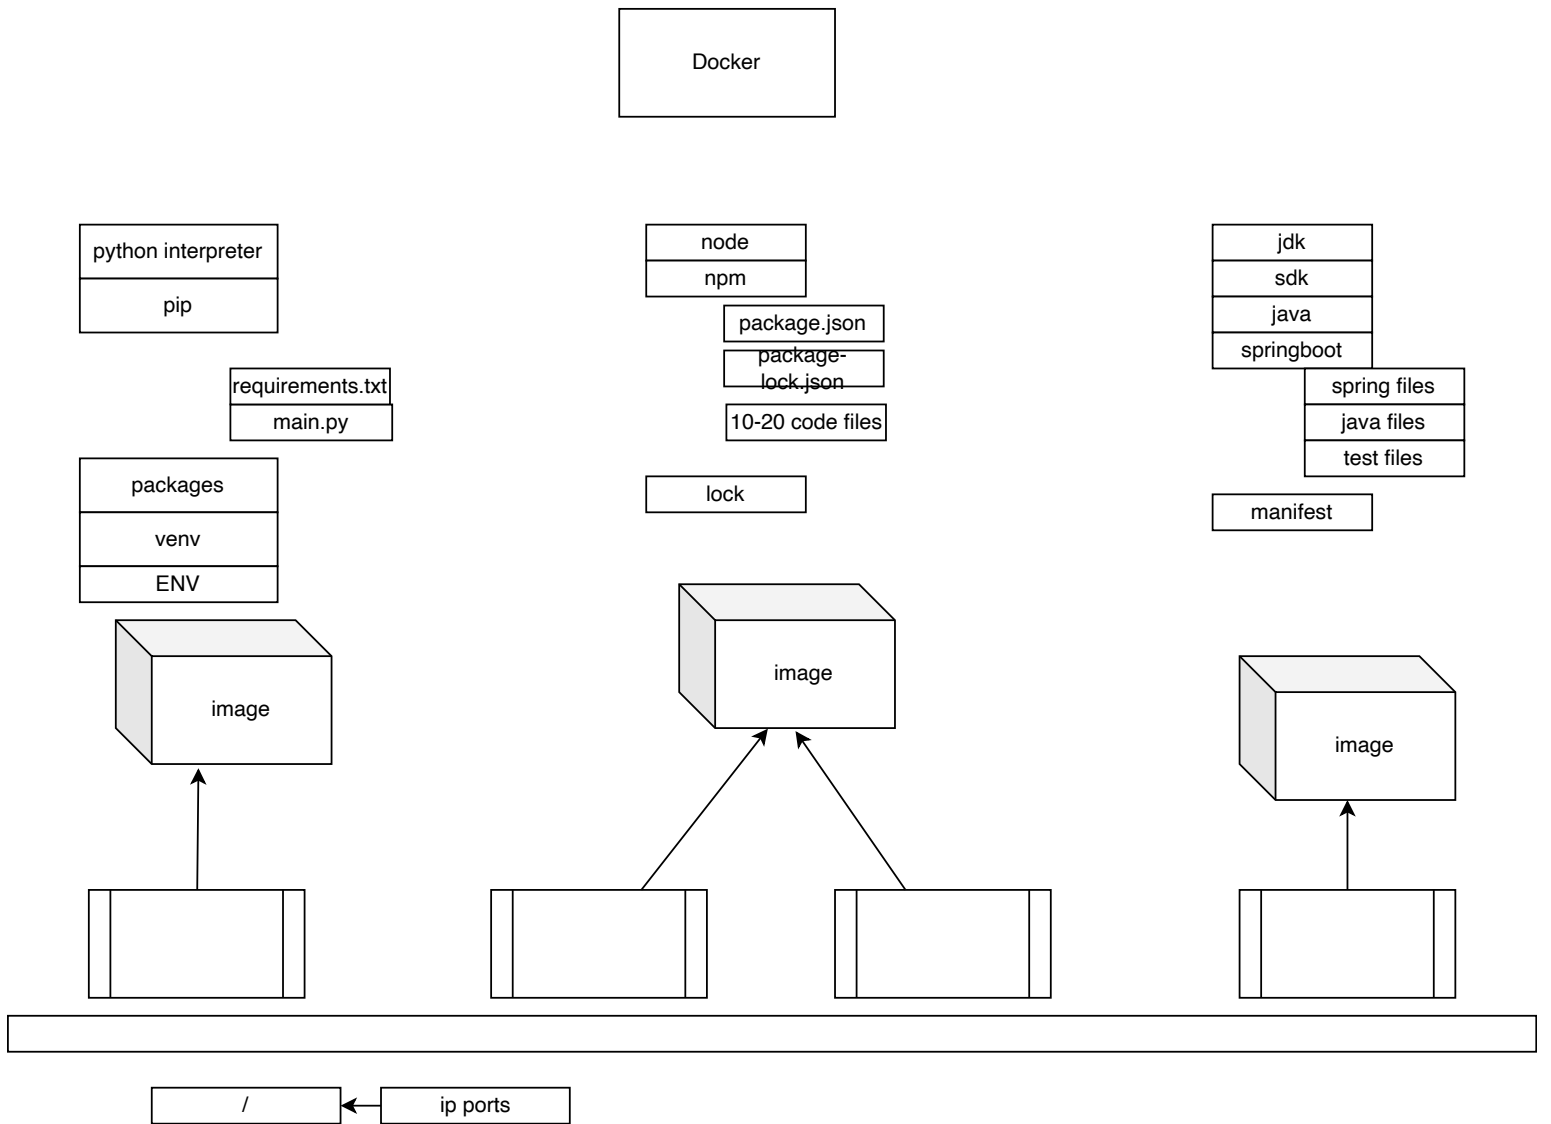 Docker
python interpreter
pip
requirements.txt
main.py
packages
venv
ENV
image
node
npm
package.json
package-
lock.json
10-20 code files
lock
image
jdk
sdk
java
springboot
spring files
java files
test files
manifest
image
/
ip ports